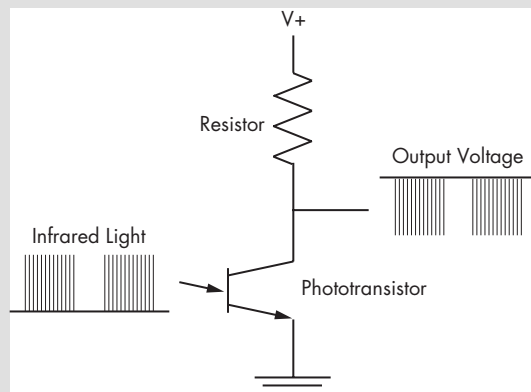 V+
Resistor
Output Voltage
Infrared Light
Phototransistor